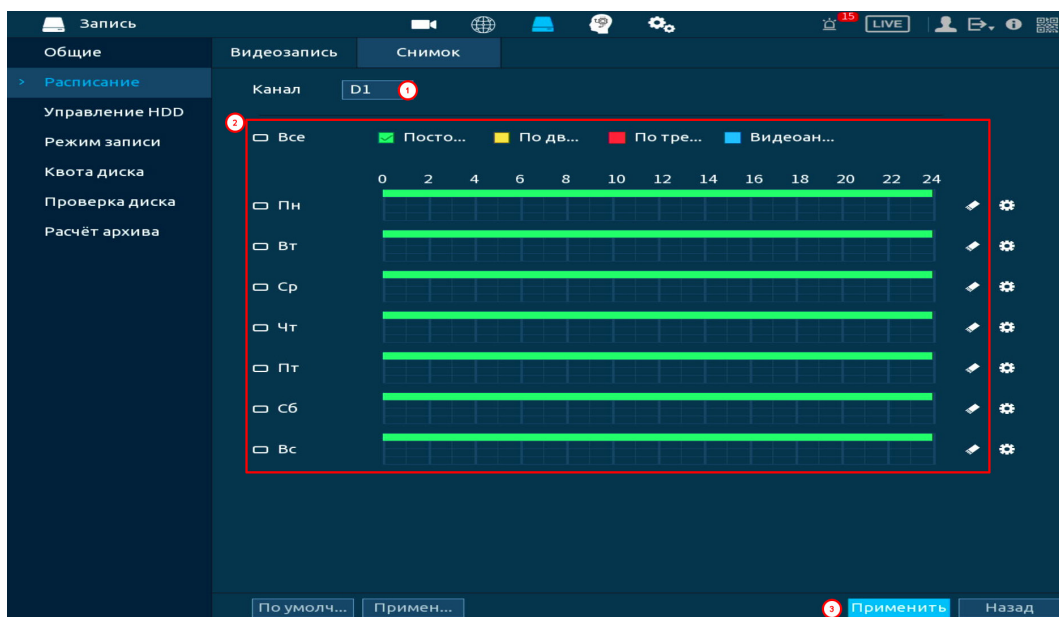 Запись 15 LIVE
Общие Видеозапись Снимок
> Расписание
Канал D1 1
Управление HDD
2
Режим записи Все Посто... По дв... По тре... Видеоан...
Квота диска
0 2 4 6 8 10 12 14 16 18 20 22 24
Проверка диска Пн
Расчёт архива
Вт
Ср
Чт
Пт
Сб
Вс
По умолч... Примен... 3 Применить Назад